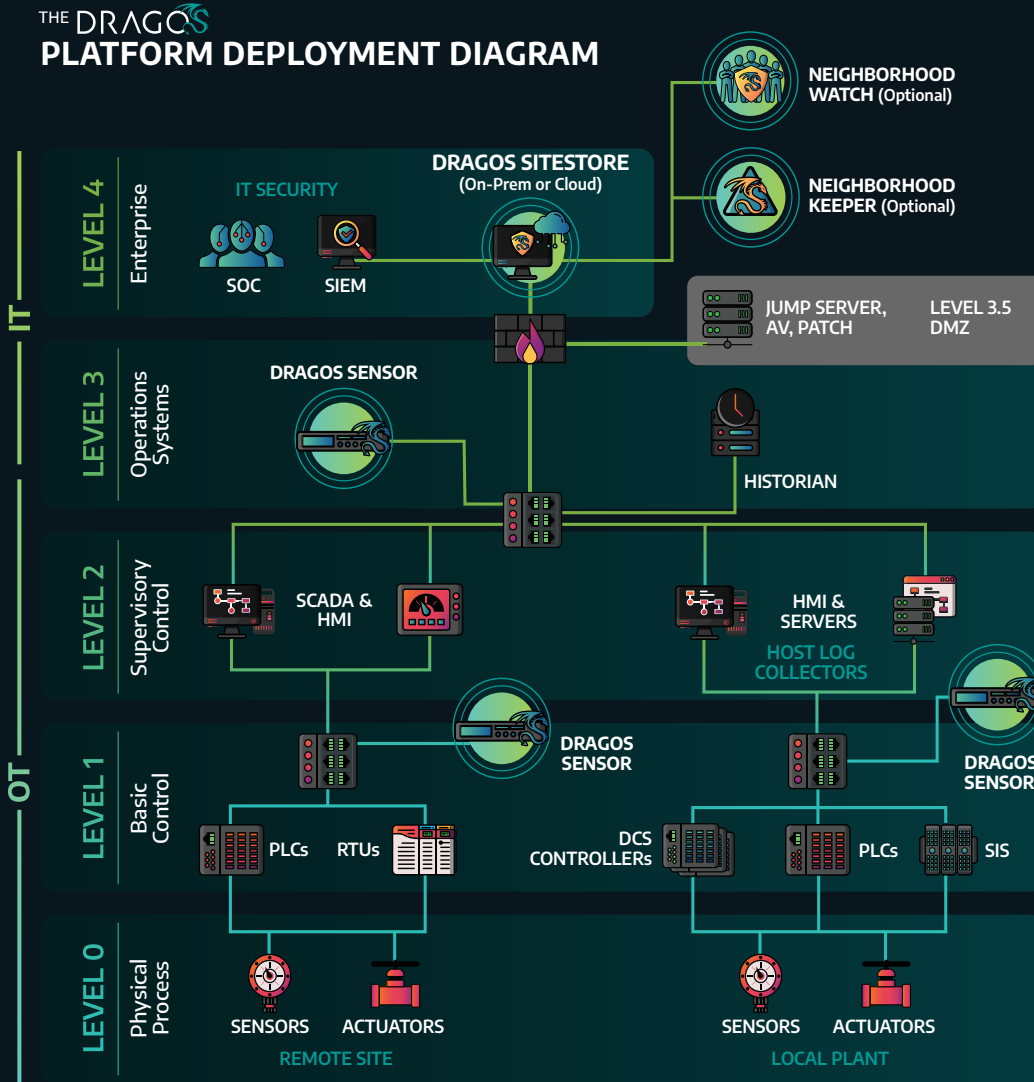 THE DRAGOS
PLATFORM DEPLOYMENT DIAGRAM
NEIGHBORHOOD
WATCH (Optional)
NEIGHBORHOOD
KEEPER (Optional)
IT
LEVEL 4
Enterprise
IT SECURITY
SOC
SIEM
DRAGOS SITESTORE
(On-Prem or Cloud)
JUMP SERVER,
AV, PATCH
LEVEL 3.5
DMZ
LEVEL 3
Operations
Systems
DRAGOS SENSOR
HISTORIAN
OT
LEVEL 2
Supervisory
Control
SCADA &
HMI
HMI &
SERVERS
HOST LOG
COLLECTORS
LEVEL 1
Basic
Control
DRAGOS
SENSOR
DRAGOS
SENSOR
PLCs
RTUs
DCS
CONTROLLERs
PLCs
SIS
LEVEL 0
Physical
Process
SENSORS
ACTUATORS
REMOTE SITE
SENSORS
ACTUATORS
LOCAL PLANT